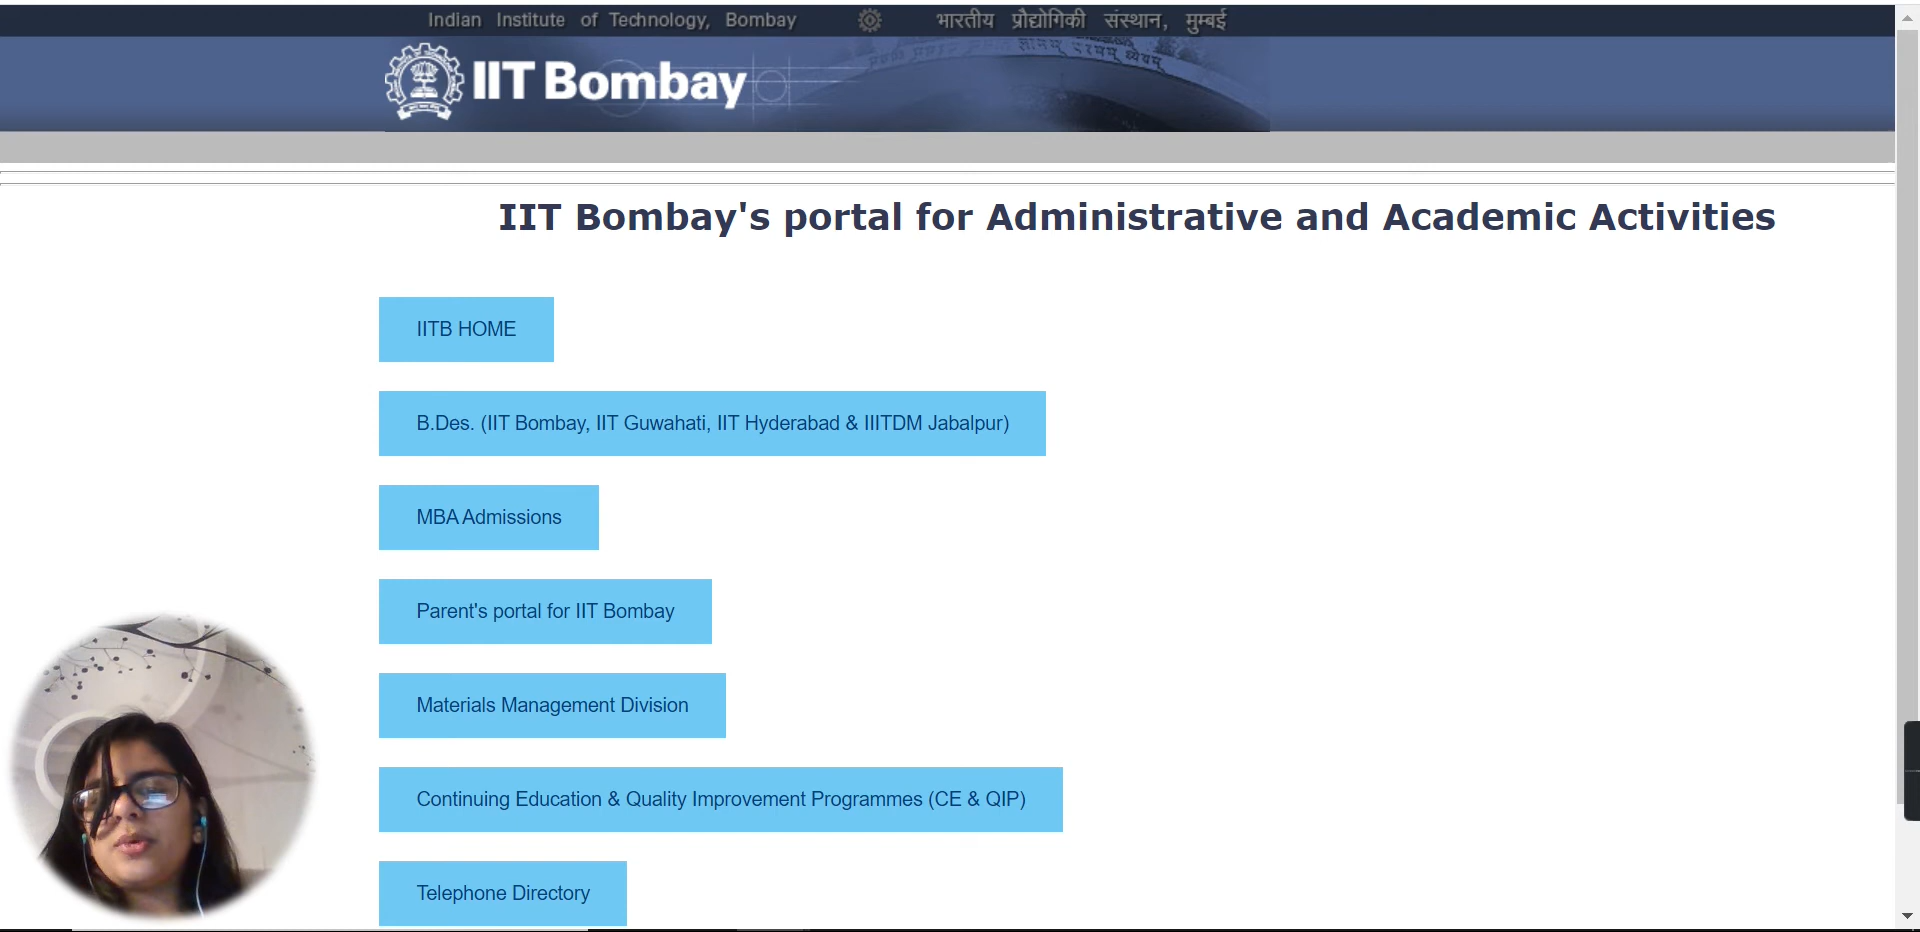 Indian Institute of Technology, Bombay भारतीय प्रौद्योगिकी संस्थान, मुम्बई
IIT Bombay
IIT Bombay's portal for Administrative and Academic Activities
IITB HOME
B.Des. (IIT Bombay, IIT Guwahati, IIT Hyderabad & IIITDM Jabalpur)
MBA Admissions
Parent's portal for IIT Bombay
Materials Management Division
Continuing Education & Quality Improvement Programmes (CE & QIP)
Telephone Directory